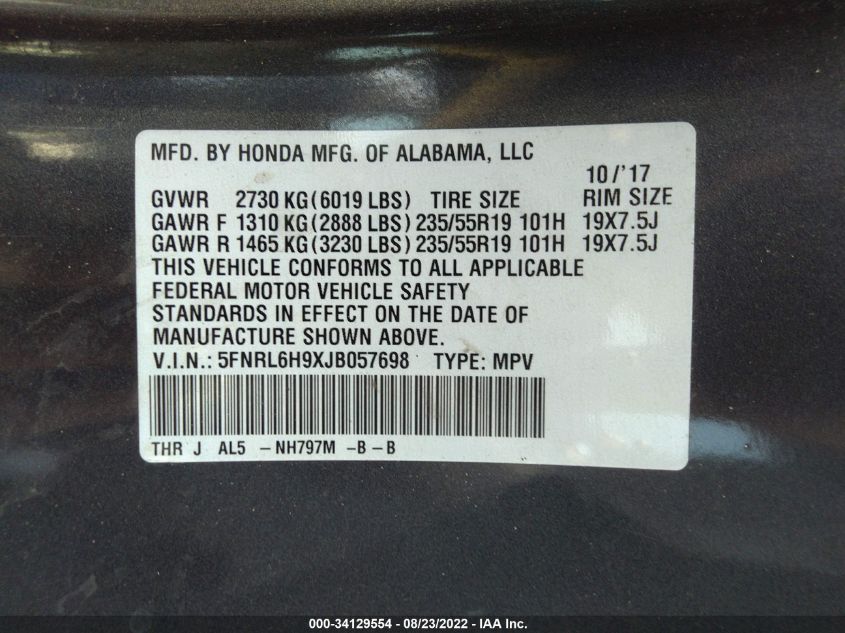 MFD. BY HONDA MFG. OF ALABAMA, LLC
10/'17
GVWR 2730 KG(6019 LBS) TIRE SIZE RIM SIZE
GAWR F 1310 KG(2888 LBS) 235/55R19 101H 19X7.5J
GAWR R 1465 KG(3230 LBS) 235/55R19 101H 19X7.5J
THIS VEHICLE CONFORMS TO ALL APPLICABLE
FEDERAL MOTOR VEHICLE SAFETY
STANDARDS IN EFFECT ON THE DATE OF
MANUFACTURE SHOWN ABOVE.
V.I.N.: 5FNRL6H9XJB057698 TYPE: MPV
THR J AL5 – NH797M – B – B
000-34129554 - 08/23/2022 - IAA Inc.